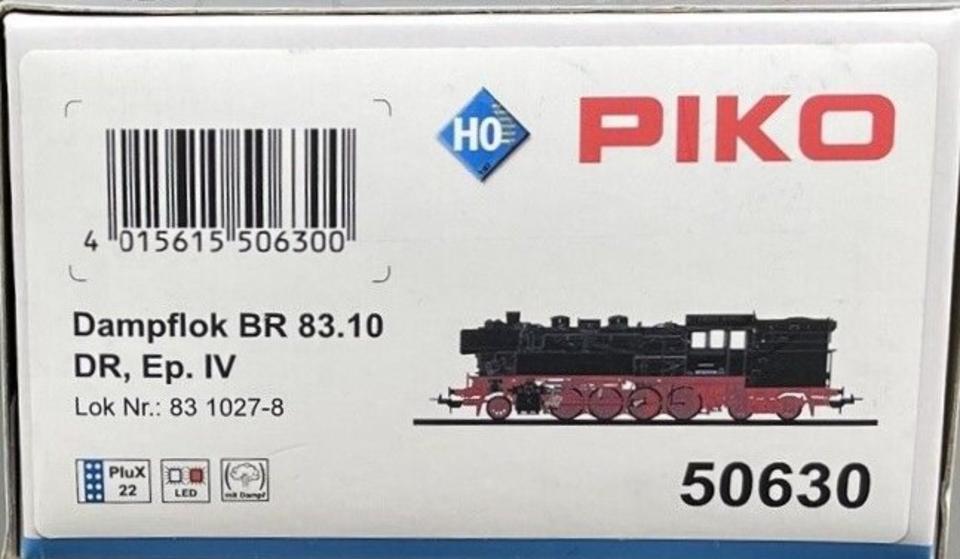 H0
PIKO
4 015615 506300
Dampflok BR 83.10
DR, Ep. IV
Lok Nr.: 83 1027-8
PluX
22
LED
mit Dampf
50630